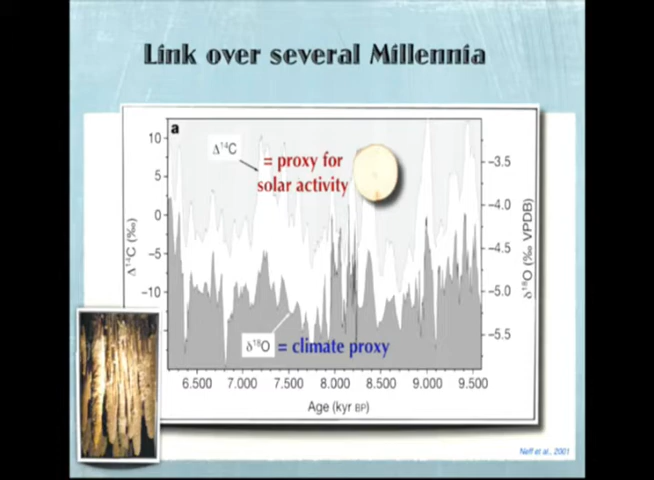 Link over several Millennia
a
Δ¹⁴C
= proxy for
solar activity
10
5
0
−5
−10
Δ¹⁴C (‰)
−3.5
−4.0
−4.5
−5.0
−5.5
δ¹⁸O (‰ VPDB)
δ¹⁸O = climate proxy
6.500 7.000 7.500 8.000 8.500 9.000 9.500
Age (kyr BP)
Neff et al., 2001